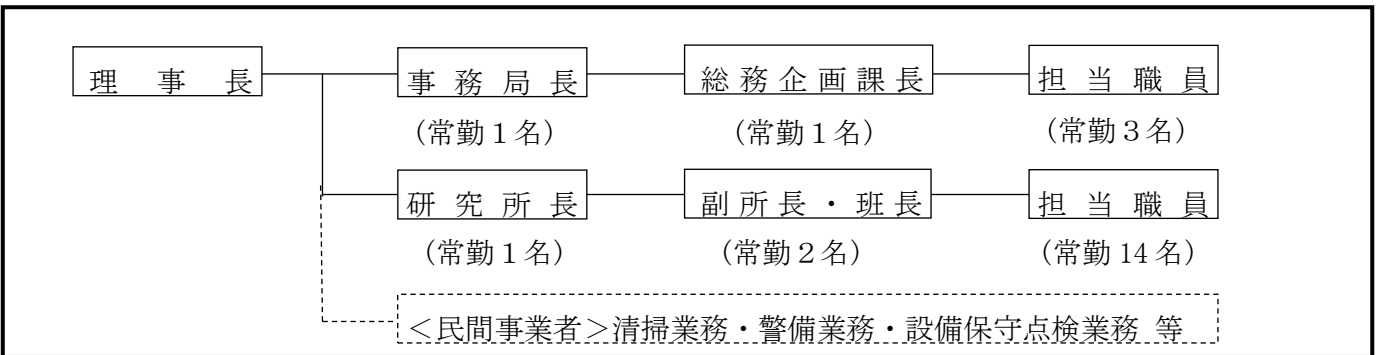 理事長 事務局長 総務企画課長 担当職員
（常勤１名） （常勤１名） （常勤３名）
研究所長 副所長・班長 担当職員
（常勤１名） （常勤２名） （常勤 14 名）
＜民間事業者＞清掃業務・警備業務・設備保守点検業務 等